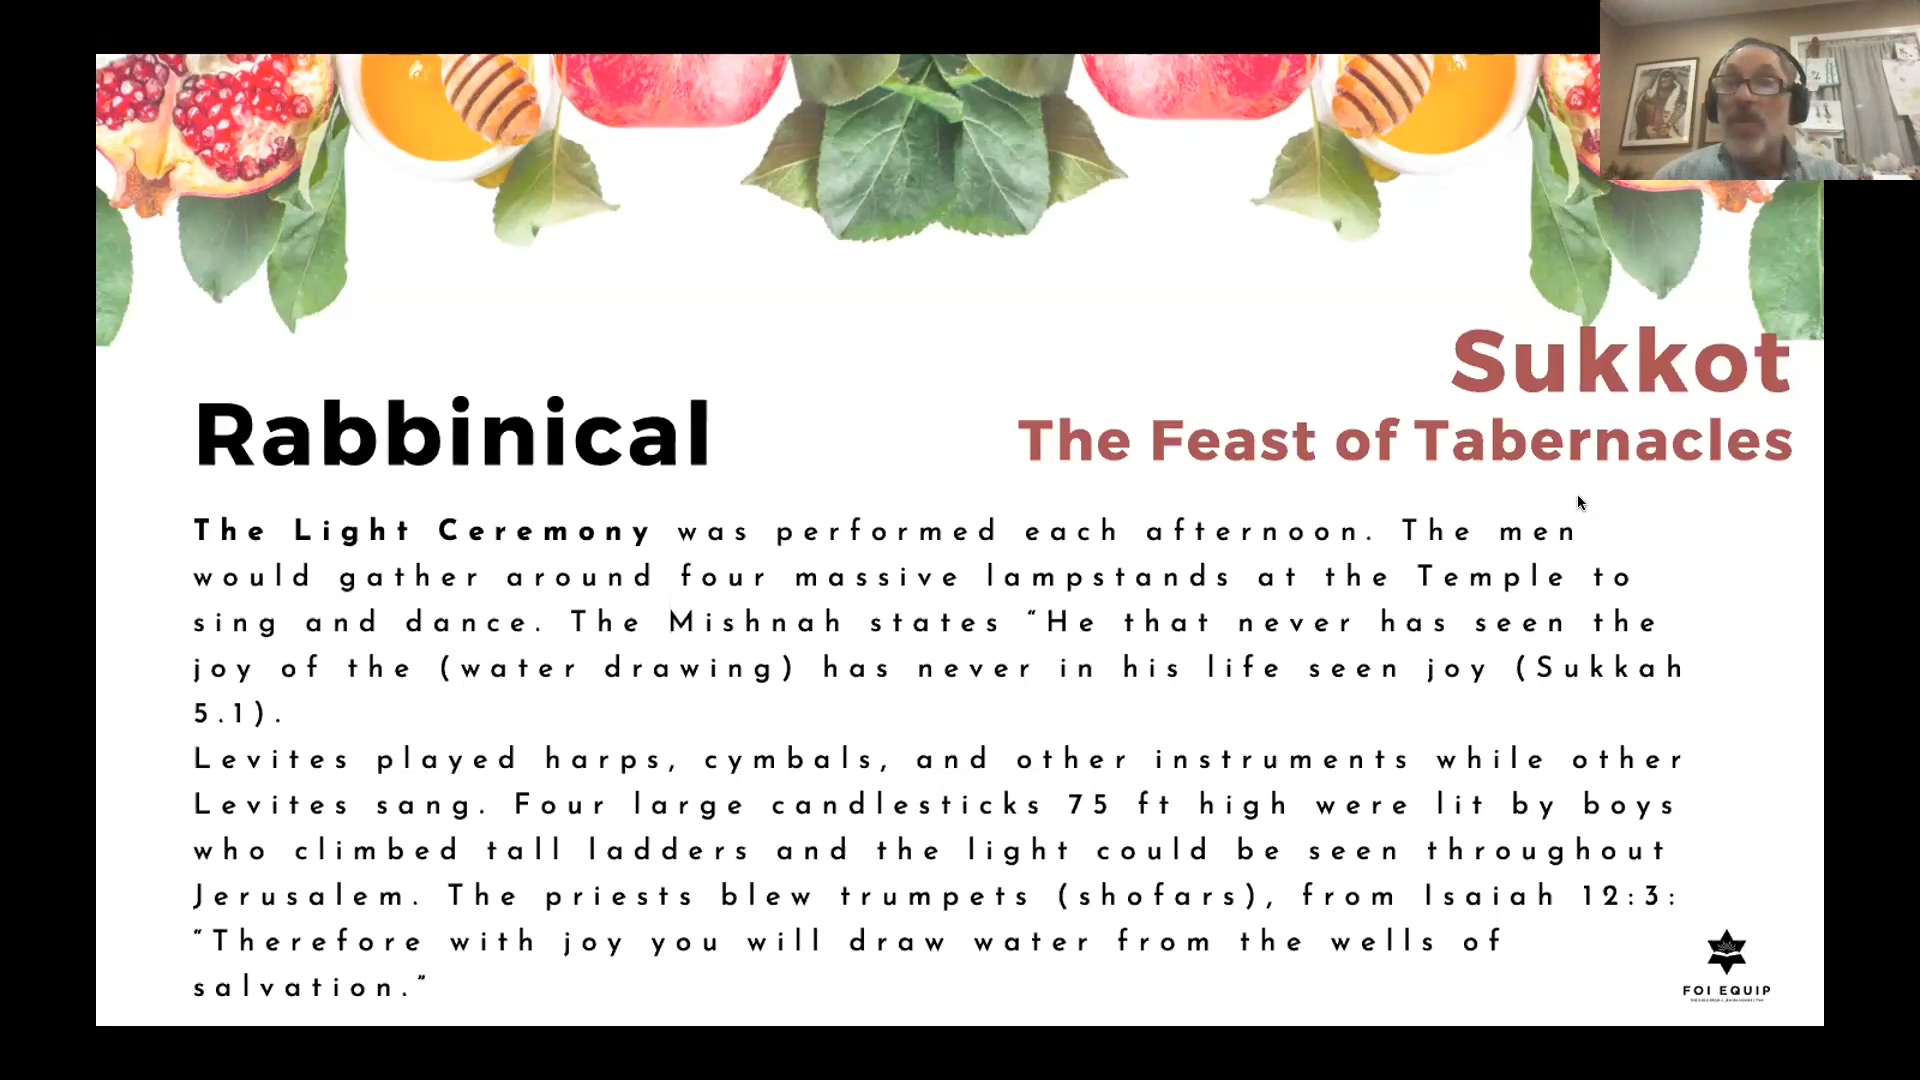 Sukkot
The Feast of Tabernacles
Rabbinical
The Light Ceremony was performed each afternoon. The men
would gather around four massive lampstands at the Temple to
sing and dance. The Mishnah states “He that never has seen the
joy of the (water drawing) has never in his life seen joy (Sukkah
5.1).
Levites played harps, cymbals, and other instruments while other
Levites sang. Four large candlesticks 75 ft high were lit by boys
who climbed tall ladders and the light could be seen throughout
Jerusalem. The priests blew trumpets (shofars), from Isaiah 12:3:
“Therefore with joy you will draw water from the wells of
salvation.”
FOI EQUIP